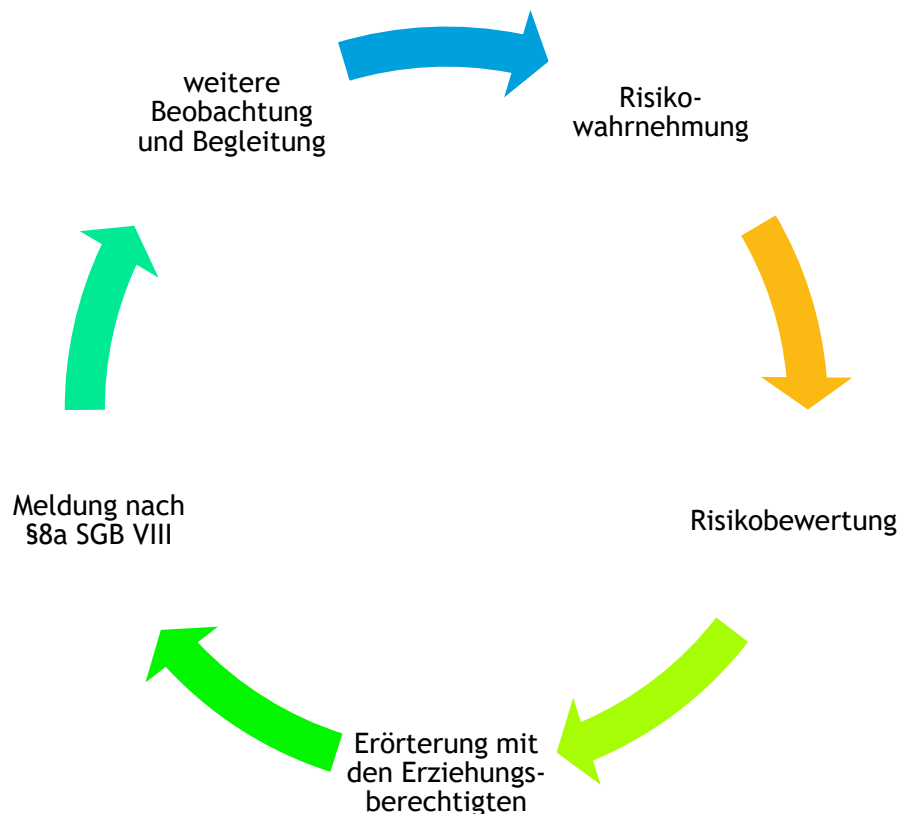 weitere
Beobachtung
und Begleitung
Risiko-
wahrnehmung
Risikobewertung
Erörterung mit
den Erziehungs-
berechtigten
Meldung nach
§8a SGB VIII